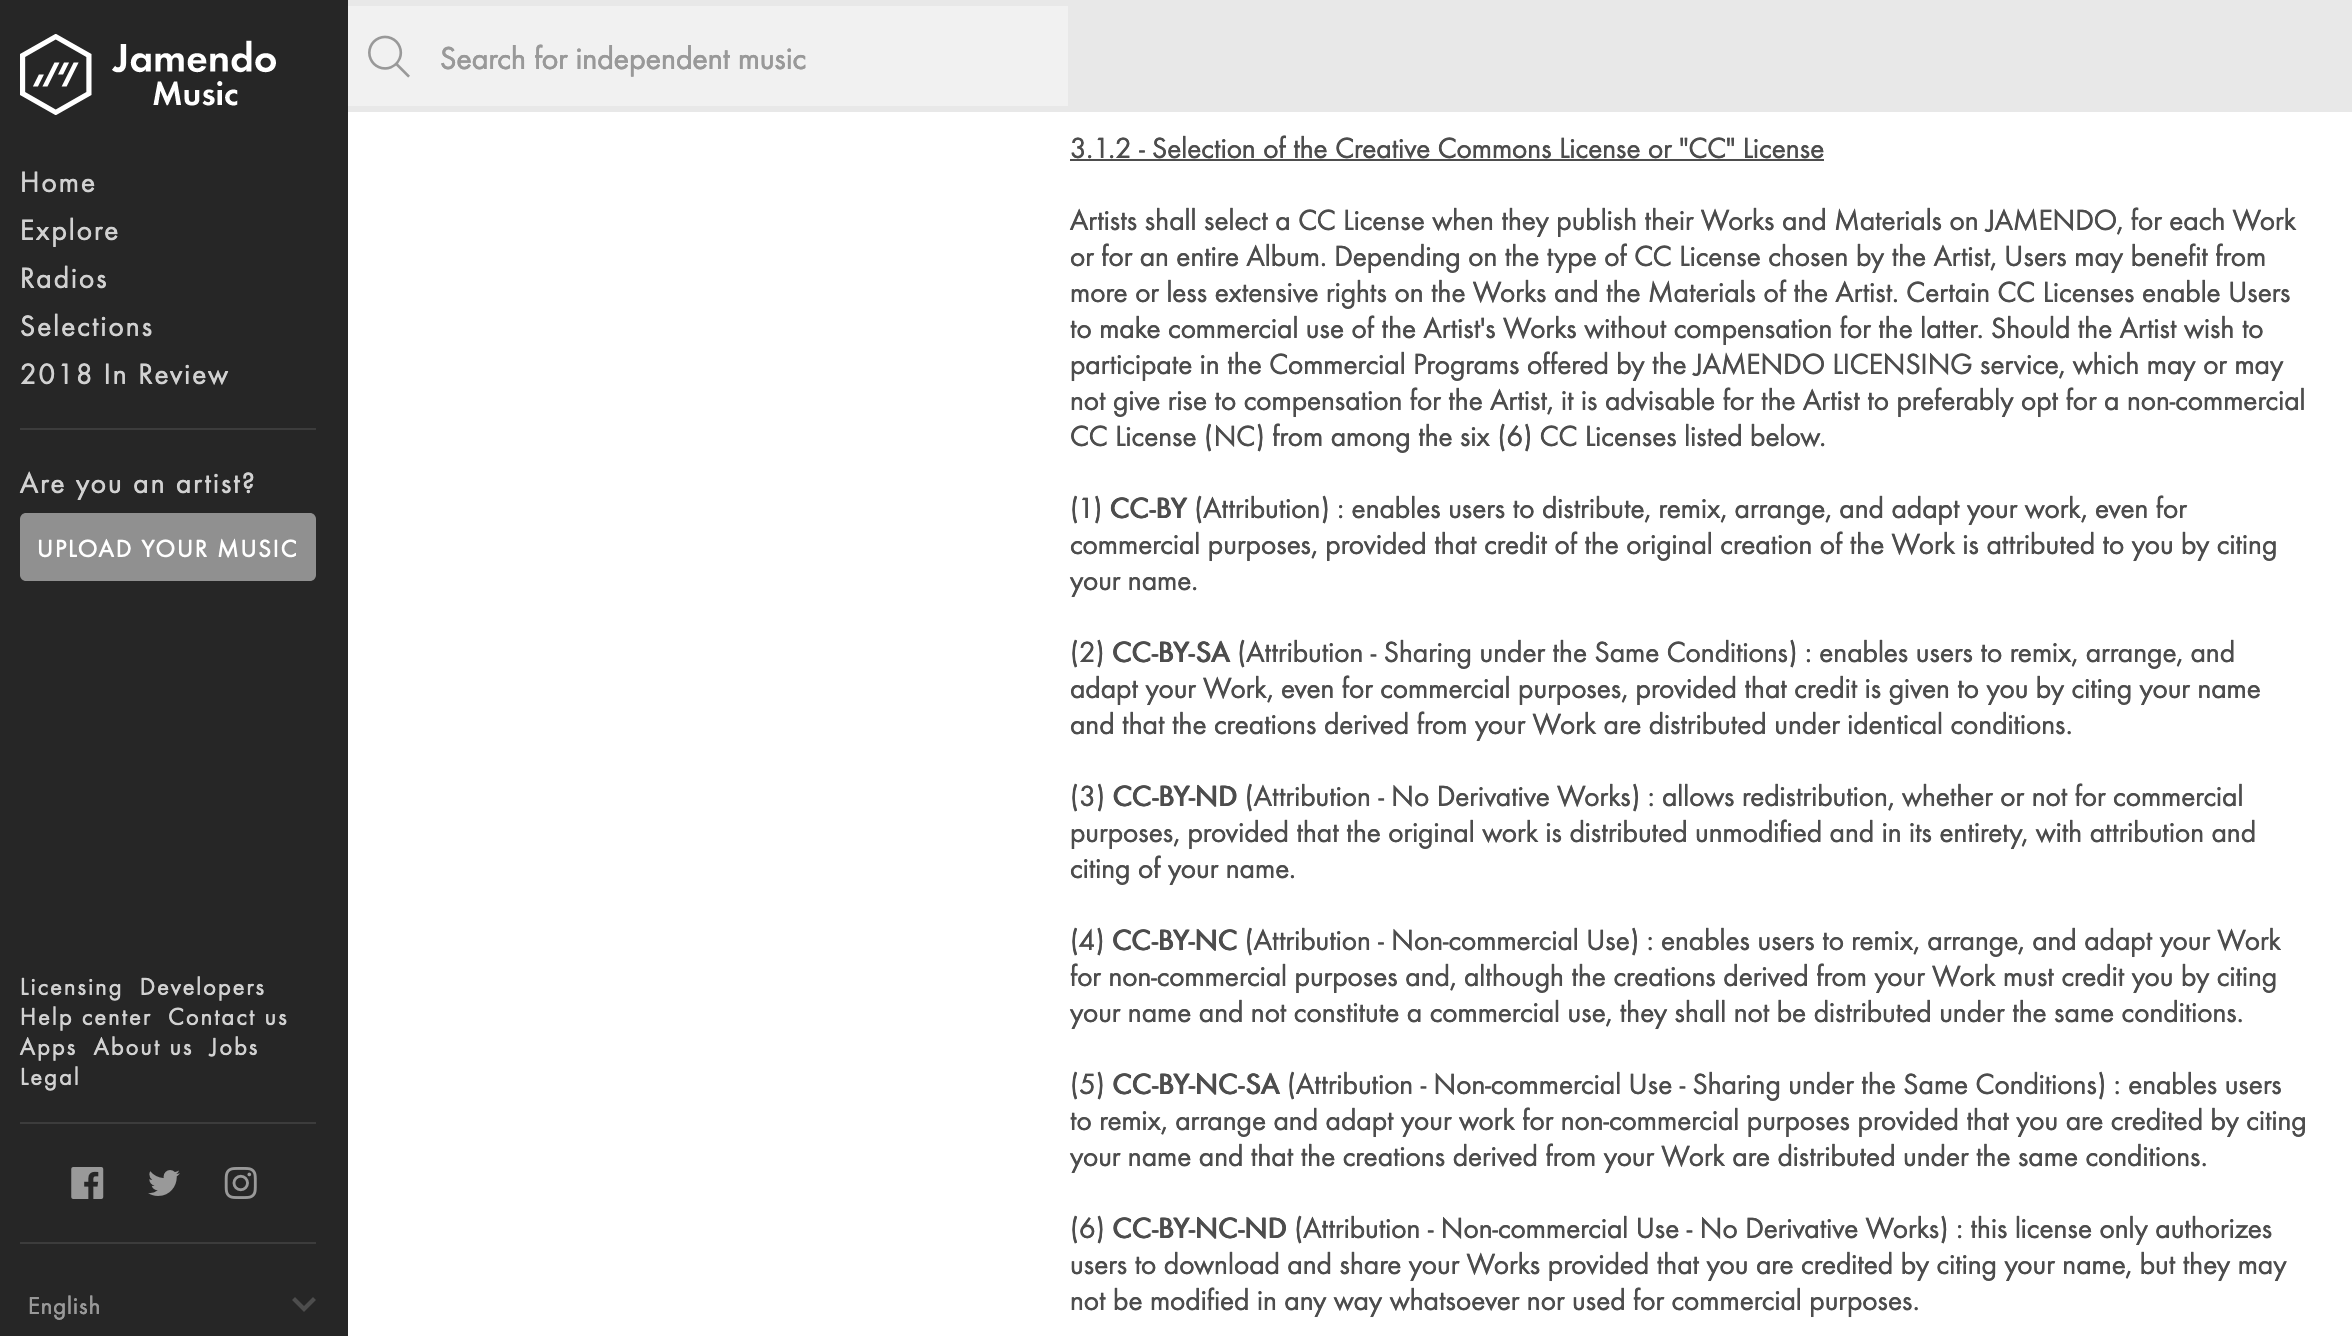 Jamendo
Music
Home
Explore
Radios
Selections
2018 In Review
Are you an artist?
UPLOAD YOUR MUSIC
Licensing Developers
Help center Contact us
Apps About us Jobs
Legal
English
Search for independent music
3.1.2 - Selection of the Creative Commons License or "CC" License
Artists shall select a CC License when they publish their Works and Materials on JAMENDO, for each Work
or for an entire Album. Depending on the type of CC License chosen by the Artist, Users may benefit from
more or less extensive rights on the Works and the Materials of the Artist. Certain CC Licenses enable Users
to make commercial use of the Artist's Works without compensation for the latter. Should the Artist wish to
participate in the Commercial Programs offered by the JAMENDO LICENSING service, which may or may
not give rise to compensation for the Artist, it is advisable for the Artist to preferably opt for a non-commercial
CC License (NC) from among the six (6) CC Licenses listed below.
(1) CC-BY (Attribution) : enables users to distribute, remix, arrange, and adapt your work, even for
commercial purposes, provided that credit of the original creation of the Work is attributed to you by citing
your name.
(2) CC-BY-SA (Attribution - Sharing under the Same Conditions) : enables users to remix, arrange, and
adapt your Work, even for commercial purposes, provided that credit is given to you by citing your name
and that the creations derived from your Work are distributed under identical conditions.
(3) CC-BY-ND (Attribution - No Derivative Works) : allows redistribution, whether or not for commercial
purposes, provided that the original work is distributed unmodified and in its entirety, with attribution and
citing of your name.
(4) CC-BY-NC (Attribution - Non-commercial Use) : enables users to remix, arrange, and adapt your Work
for non-commercial purposes and, although the creations derived from your Work must credit you by citing
your name and not constitute a commercial use, they shall not be distributed under the same conditions.
(5) CC-BY-NC-SA (Attribution - Non-commercial Use - Sharing under the Same Conditions) : enables users
to remix, arrange and adapt your work for non-commercial purposes provided that you are credited by citing
your name and that the creations derived from your Work are distributed under the same conditions.
(6) CC-BY-NC-ND (Attribution - Non-commercial Use - No Derivative Works) : this license only authorizes
users to download and share your Works provided that you are credited by citing your name, but they may
not be modified in any way whatsoever nor used for commercial purposes.